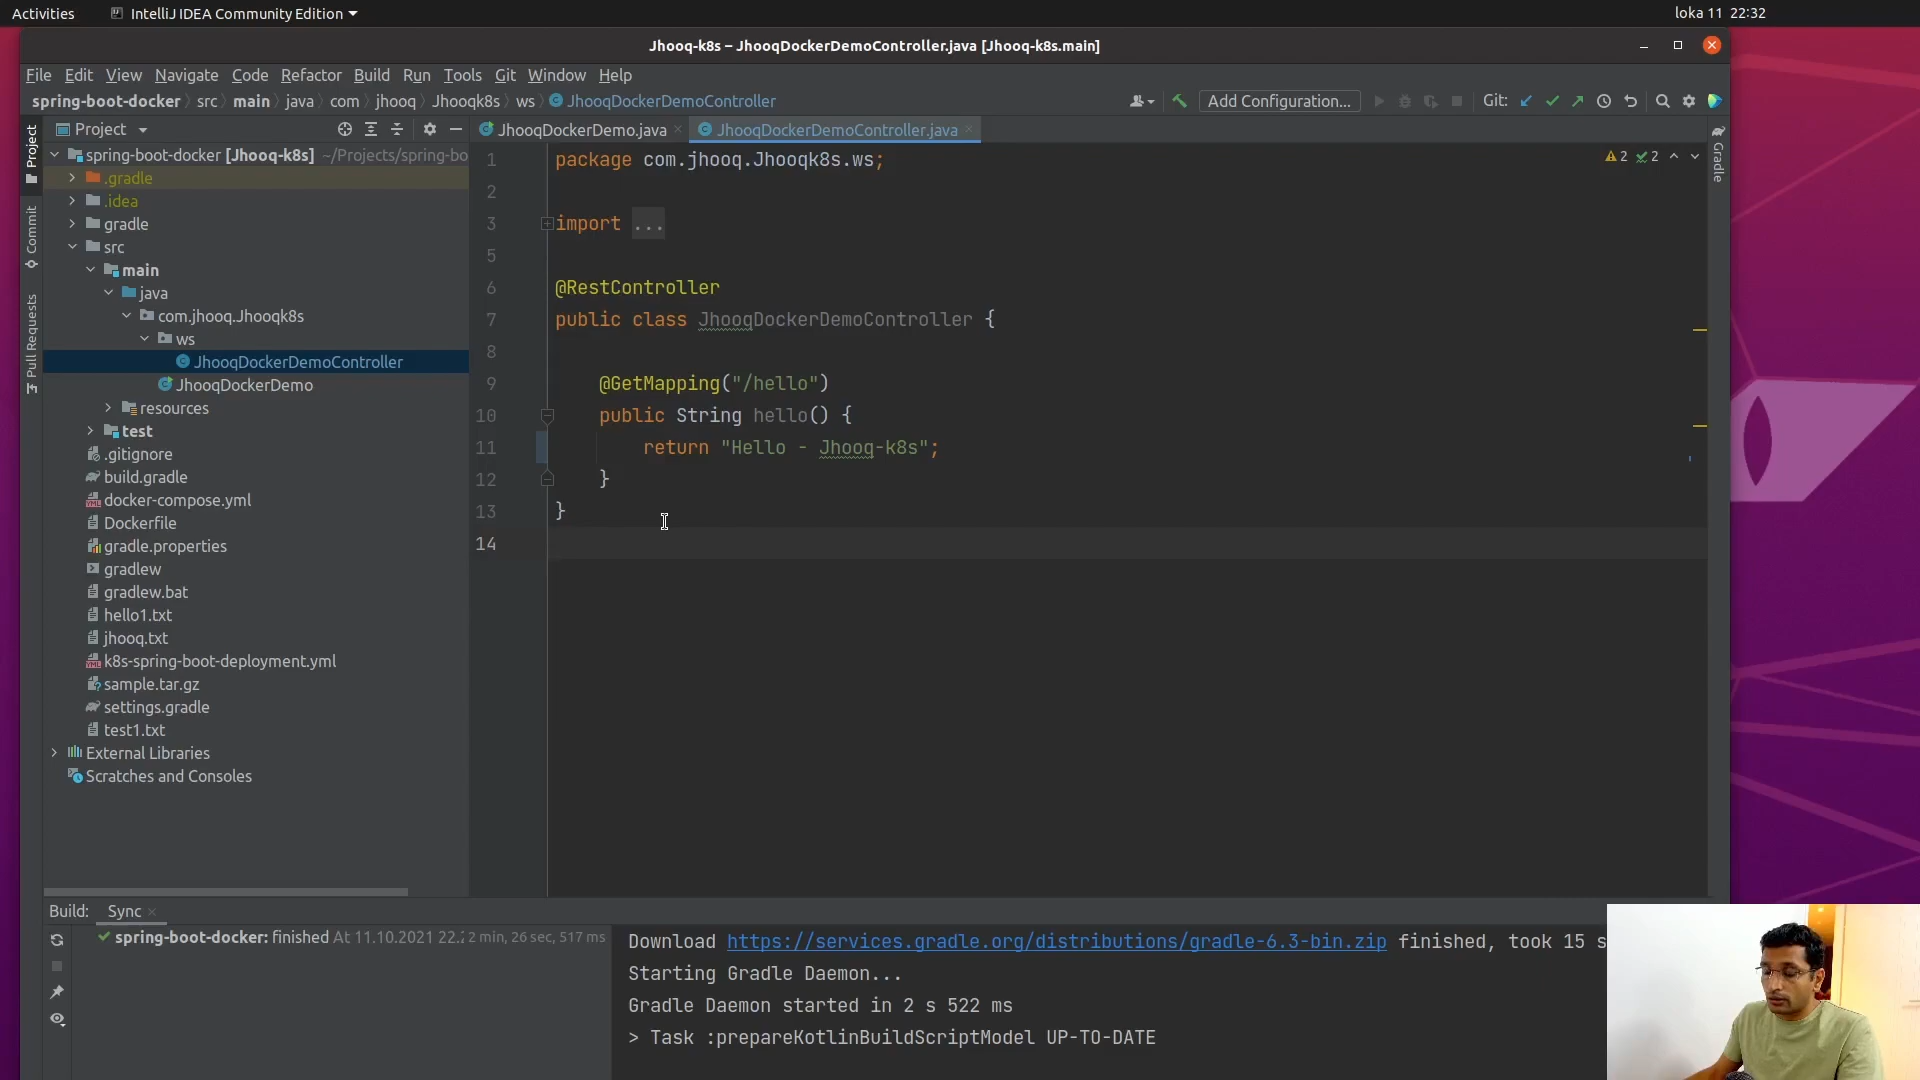 Activities IntelliJ IDEA Community Edition loka 11 22:32
Jhooq-k8s – JhooqDockerDemoController.java [Jhooq-k8s.main]
File Edit View Navigate Code Refactor Build Run Tools Git Window Help
spring-boot-docker src main java com jhooq Jhooqk8s ws JhooqDockerDemoController Add Configuration... Git:
Project
JhooqDockerDemo.java JhooqDockerDemoController.java
Project
Commit
Pull Requests
spring-boot-docker [Jhooq-k8s] ~/Projects/spring-bo
.gradle
.idea
gradle
src
main
java
com.jhooq.Jhooqk8s
ws
JhooqDockerDemoController
JhooqDockerDemo
resources
test
.gitignore
build.gradle
docker-compose.yml
Dockerfile
gradle.properties
gradlew
gradlew.bat
hello1.txt
jhooq.txt
k8s-spring-boot-deployment.yml
sample.tar.gz
settings.gradle
test1.txt
External Libraries
Scratches and Consoles
1 package com.jhooq.Jhooqk8s.ws;
2
3 import ...
5
6 @RestController
7 public class JhooqDockerDemoController {
8
9 @GetMapping("/hello")
10 public String hello() {
11 return "Hello - Jhooq-k8s";
12 }
13 }
14
2 2
Gradle
Build: Sync
spring-boot-docker: finished At 11.10.2021 22.2 2 min, 26 sec, 517 ms
Download https://services.gradle.org/distributions/gradle-6.3-bin.zip finished, took 15 s
Starting Gradle Daemon...
Gradle Daemon started in 2 s 522 ms
> Task :prepareKotlinBuildScriptModel UP-TO-DATE